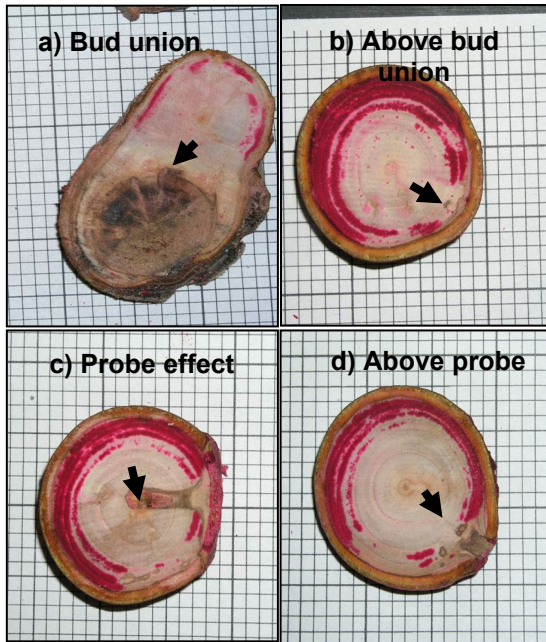 a) Bud union
b) Above bud
union
c) Probe effect
d) Above probe